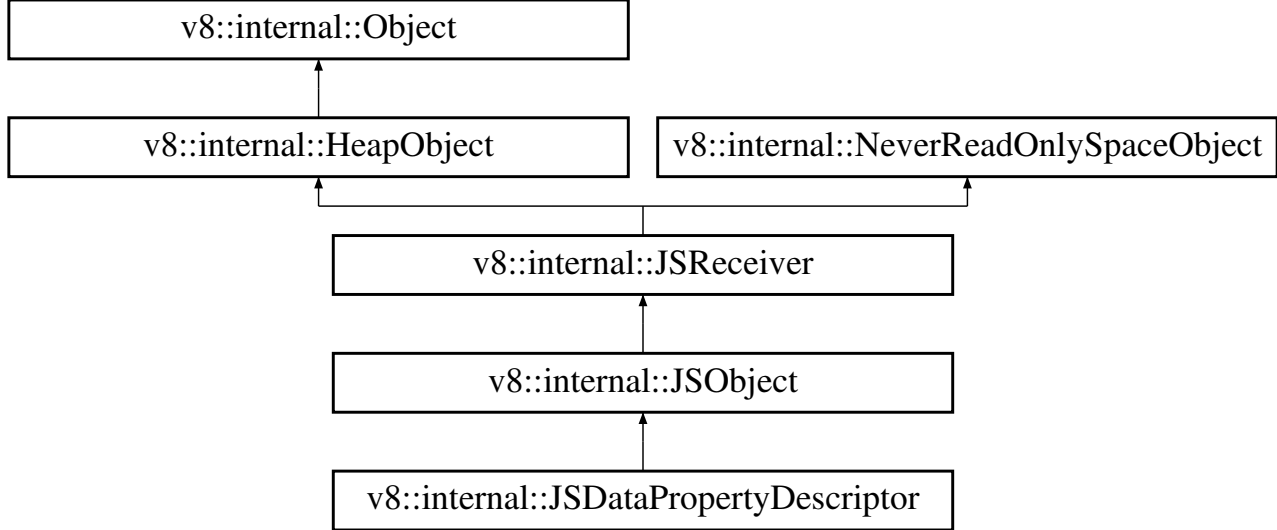 v8::internal::Object
v8::internal::HeapObject
v8::internal::NeverReadOnlySpaceObject
v8::internal::JSReceiver
v8::internal::JSObject
v8::internal::JSDataPropertyDescriptor